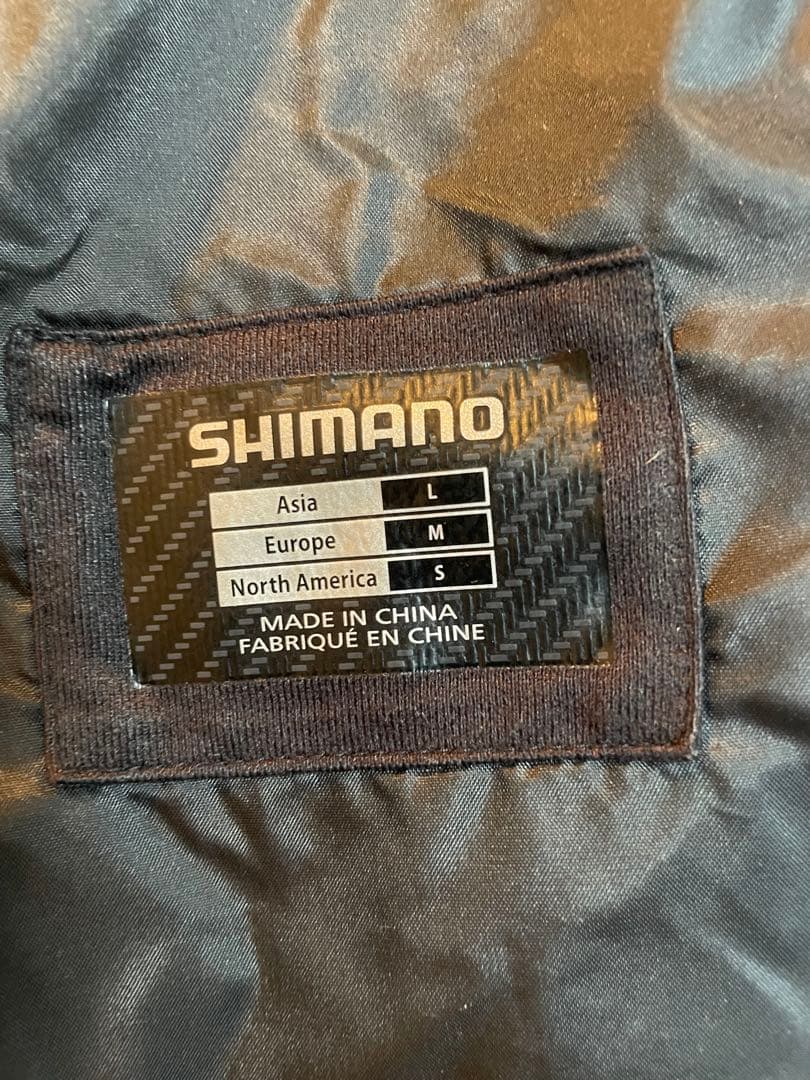 SHIMANO
Asia L
Europe M
North America S
MADE IN CHINA
FABRIQUÉ EN CHINE